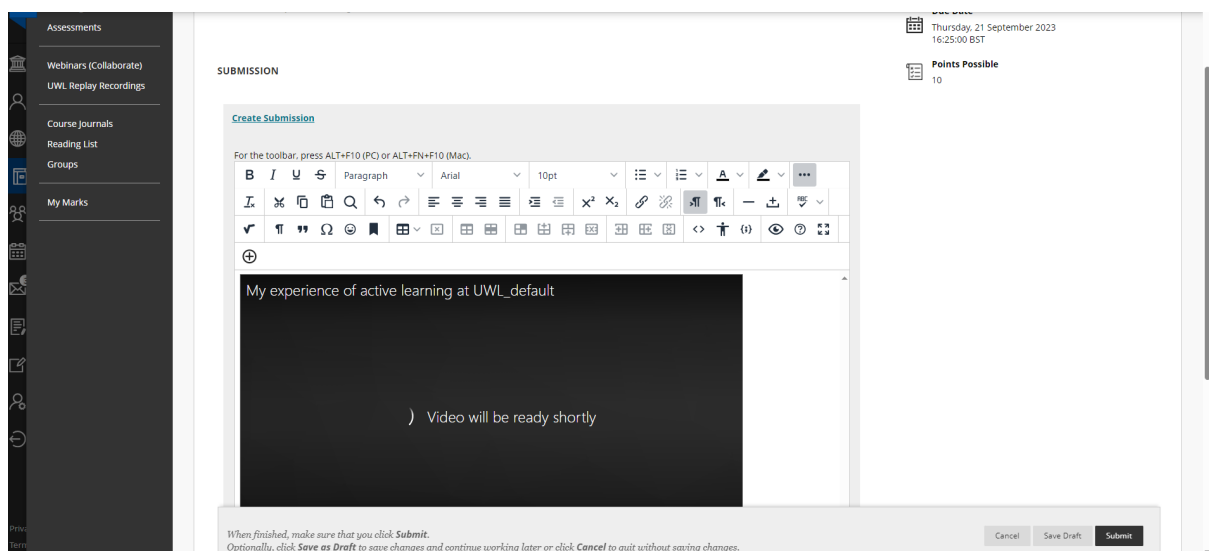 Assessments
Webinars (Collaborate)
UWL Replay Recordings
Course Journals
Reading List
Groups
My Marks
Priva
Term
SUBMISSION
Due Date
Thursday, 21 September 2023
16:25:00 BST
Points Possible
10
Create Submission
For the toolbar, press ALT+F10 (PC) or ALT+FN+F10 (Mac).
B I U S Paragraph Arial 10pt A
ABC
My experience of active learning at UWL_default
Video will be ready shortly
When finished, make sure that you click Submit.
Optionally, click Save as Draft to save changes and continue working later or click Cancel to quit without saving changes.
Cancel Save Draft Submit